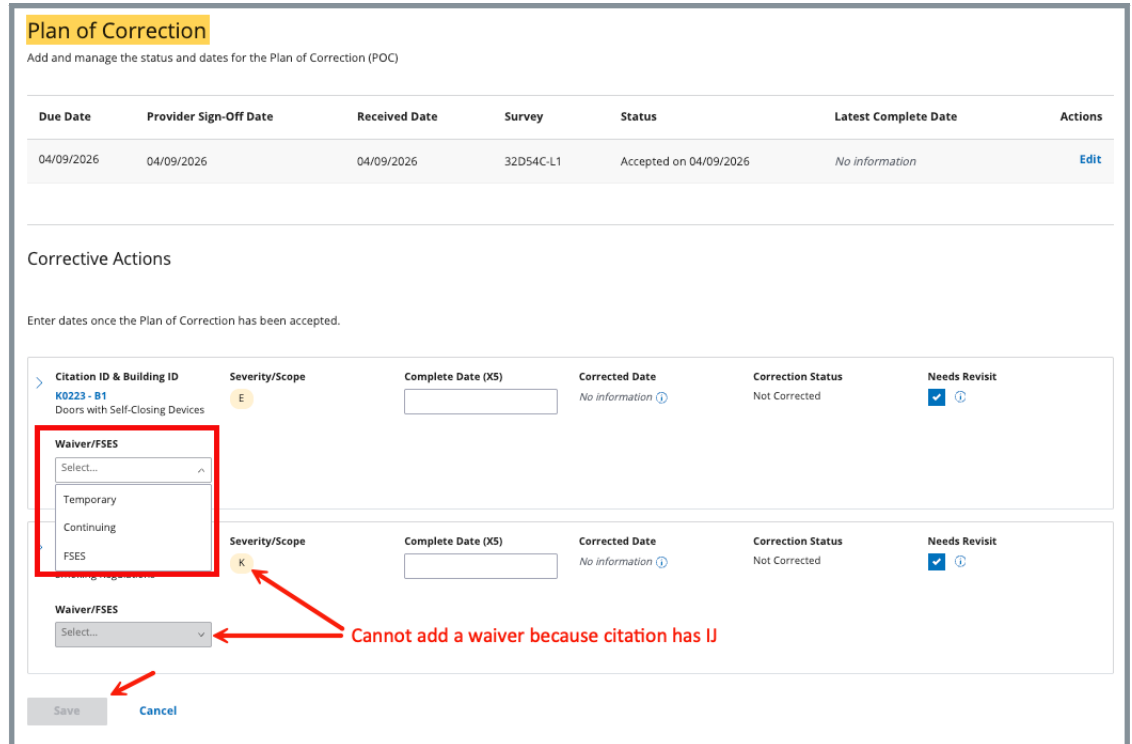 Plan of Correction
Add and manage the status and dates for the Plan of Correction (POC)
Due Date Provider Sign-Off Date Received Date Survey Status Latest Complete Date Actions
04/09/2026 04/09/2026 04/09/2026 32D54C-L1 Accepted on 04/09/2026 No information Edit
Corrective Actions
Enter dates once the Plan of Correction has been accepted.
Citation ID & Building ID Severity/Scope Complete Date (X5) Corrected Date Correction Status Needs Revisit
K0223 - B1 E No information Not Corrected
Doors with Self-Closing Devices
Waiver/FSES
Select...
Temporary
Continuing
FSES
Severity/Scope Complete Date (X5) Corrected Date Correction Status Needs Revisit
K No information Not Corrected
Smoking Regulations
Waiver/FSES
Select...
Cannot add a waiver because citation has IJ
Save Cancel